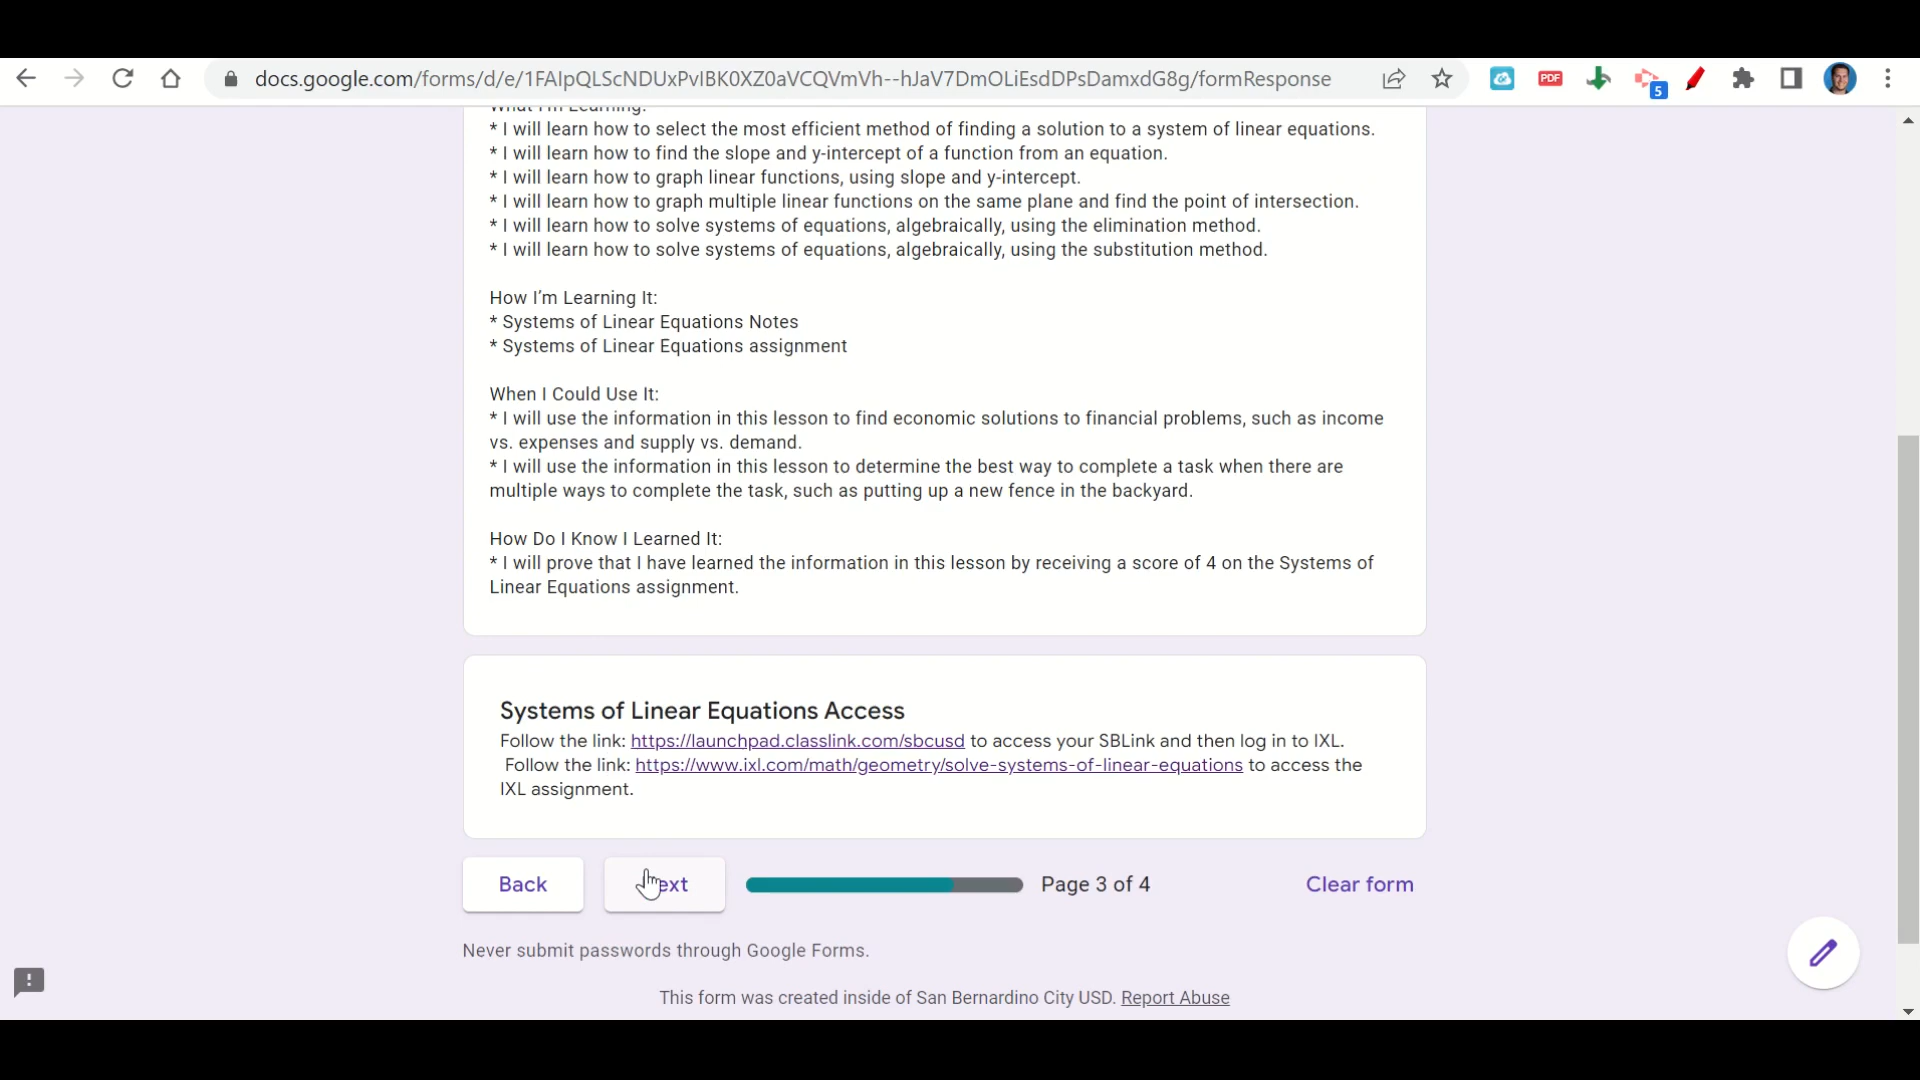 docs.google.com/forms/d/e/1FAIpQLScNDUxPvIBK0XZ0aVCQVmVh--hJaV7DmOLiEsdDPsDamxdG8g/formResponse
PDF
5
What I'm Learning:
* I will learn how to select the most efficient method of finding a solution to a system of linear equations.
* I will learn how to find the slope and y-intercept of a function from an equation.
* I will learn how to graph linear functions, using slope and y-intercept.
* I will learn how to graph multiple linear functions on the same plane and find the point of intersection.
* I will learn how to solve systems of equations, algebraically, using the elimination method.
* I will learn how to solve systems of equations, algebraically, using the substitution method.
How I’m Learning It:
* Systems of Linear Equations Notes
* Systems of Linear Equations assignment
When I Could Use It:
* I will use the information in this lesson to find economic solutions to financial problems, such as income
vs. expenses and supply vs. demand.
* I will use the information in this lesson to determine the best way to complete a task when there are
multiple ways to complete the task, such as putting up a new fence in the backyard.
How Do I Know I Learned It:
* I will prove that I have learned the information in this lesson by receiving a score of 4 on the Systems of
Linear Equations assignment.
Systems of Linear Equations Access
Follow the link: https://launchpad.classlink.com/sbcusd to access your SBLink and then log in to IXL.
Follow the link: https://www.ixl.com/math/geometry/solve-systems-of-linear-equations to access the
IXL assignment.
Back
Next
Page 3 of 4
Clear form
Never submit passwords through Google Forms.
This form was created inside of San Bernardino City USD. Report Abuse